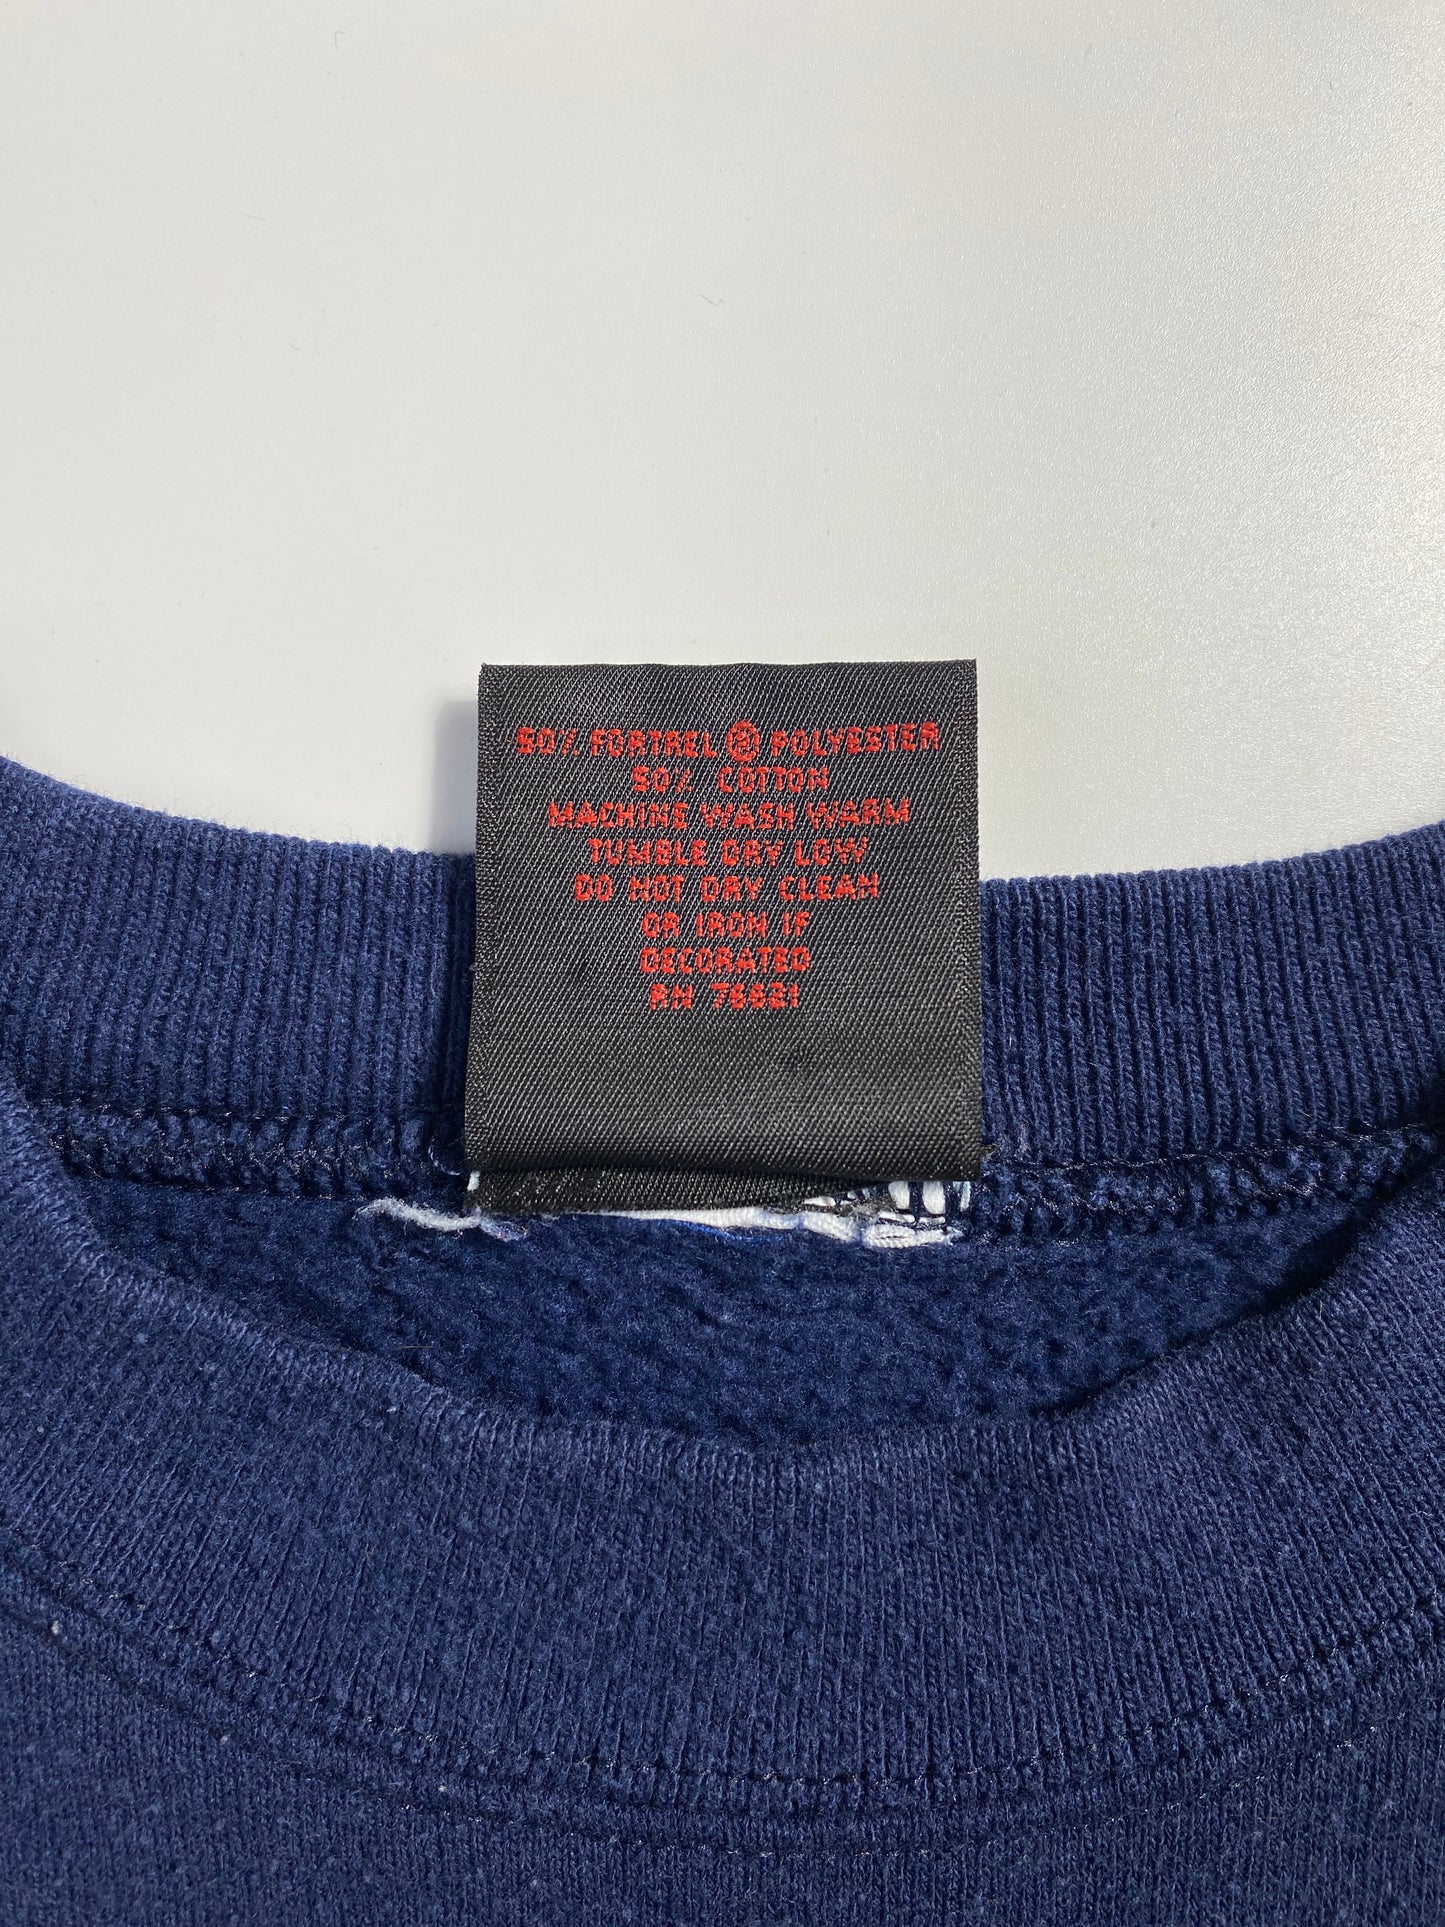 50% FORTREL ® POLYESTER
50% COTTON
MACHINE WASH WARM
TUMBLE DRY LOW
DO NOT DRY CLEAN
OR IRON IF
DECORATED
RN 76621